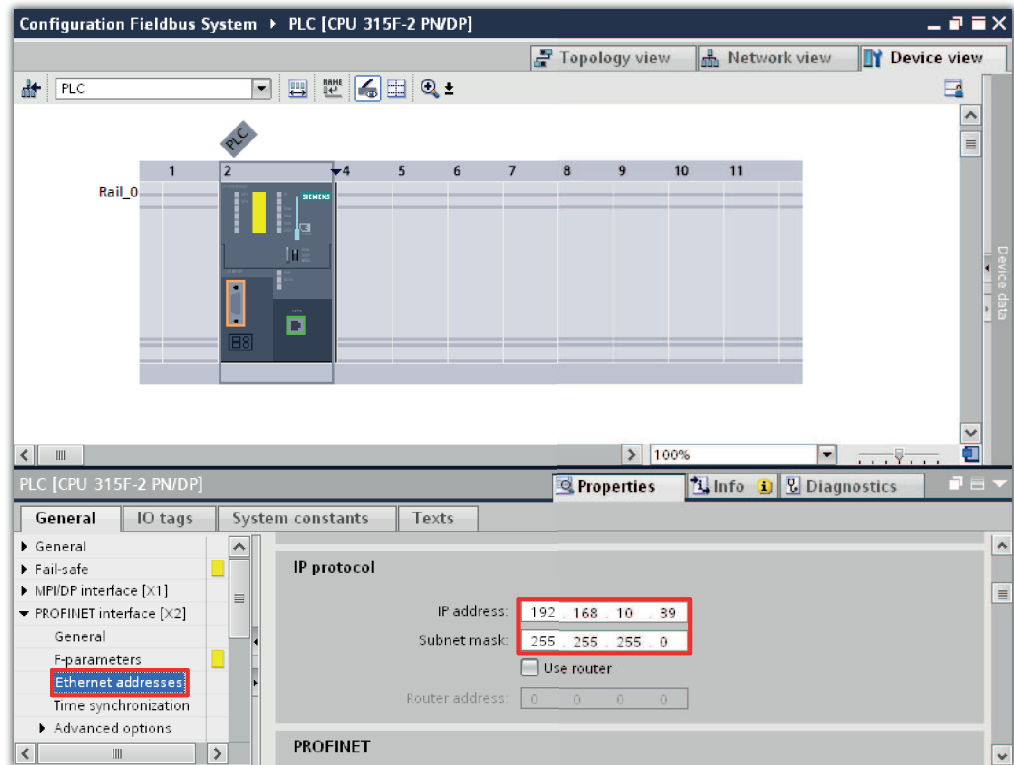 Configuration Fieldbus System ▸ PLC [CPU 315F-2 PN/DP]
Topology view Network view Device view
PLC
PLC
1 2 4 5 6 7 8 9 10 11
Rail_0
SIEMENS
Device data
100%
PLC [CPU 315F-2 PN/DP]
Properties Info Diagnostics
General IO tags System constants Texts
General
Fail-safe
MPI/DP interface [X1]
PROFINET interface [X2]
General
F-parameters
Ethernet addresses
Time synchronization
Advanced options
IP protocol
IP address: 192 . 168 . 10 . 39
Subnet mask: 255 . 255 . 255 . 0
Use router
Router address: 0 . 0 . 0 . 0
PROFINET